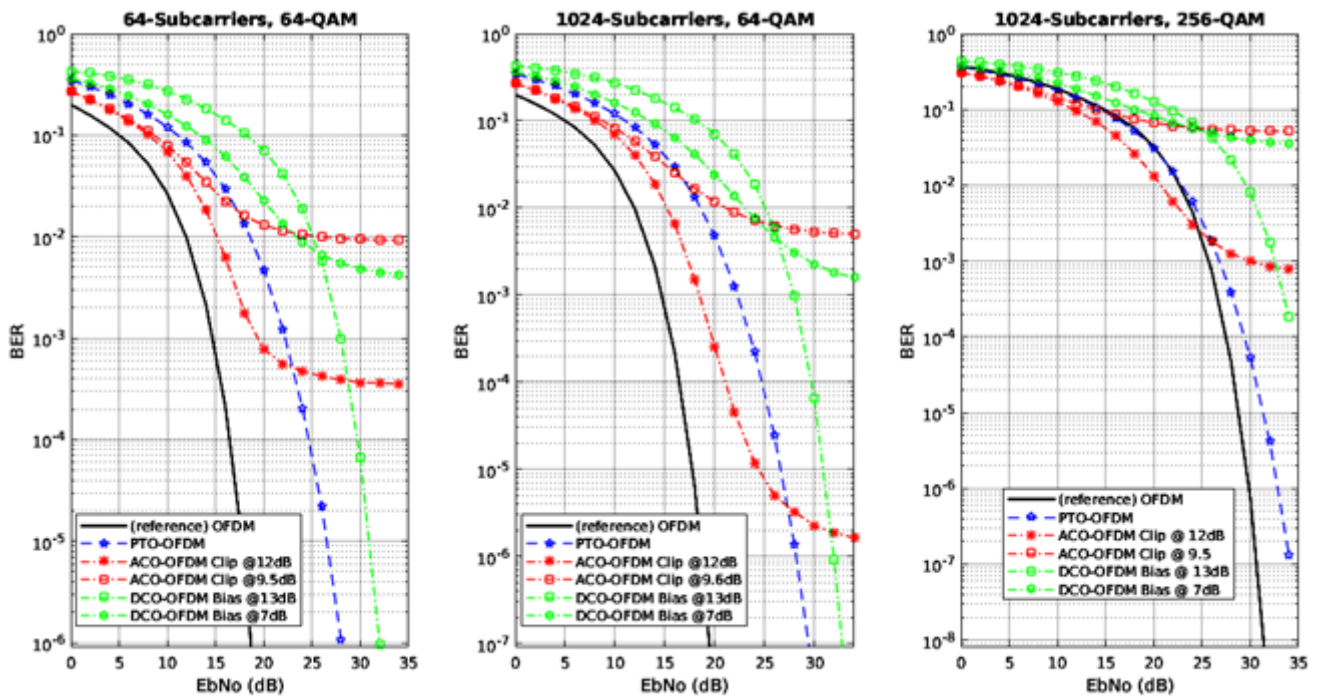 64-Subcarriers, 64-QAM
BER
10^0
10^-1
10^-2
10^-3
10^-4
10^-5
10^-6
(reference) OFDM
PTO-OFDM
ACO-OFDM Clip @12dB
ACO-OFDM Clip @9.5dB
DCO-OFDM Bias @13dB
DCO-OFDM Bias @7dB
0 5 10 15 20 25 30 35
EbNo (dB)
1024-Subcarriers, 64-QAM
BER
10^0
10^-1
10^-2
10^-3
10^-4
10^-5
10^-6
10^-7
(reference) OFDM
PTO-OFDM
ACO-OFDM Clip @12dB
ACO-OFDM Clip @9.6dB
DCO-OFDM Bias @13dB
DCO-OFDM Bias @7dB
0 5 10 15 20 25 30
EbNo (dB)
1024-Subcarriers, 256-QAM
BER
10^0
10^-1
10^-2
10^-3
10^-4
10^-5
10^-6
10^-7
10^-8
(reference) OFDM
PTO-OFDM
ACO-OFDM Clip @ 12dB
ACO-OFDM Clip @ 9.5
DCO-OFDM Bias @ 13dB
DCO-OFDM Bias @ 7dB
0 5 10 15 20 25 30 35
EbNo (dB)